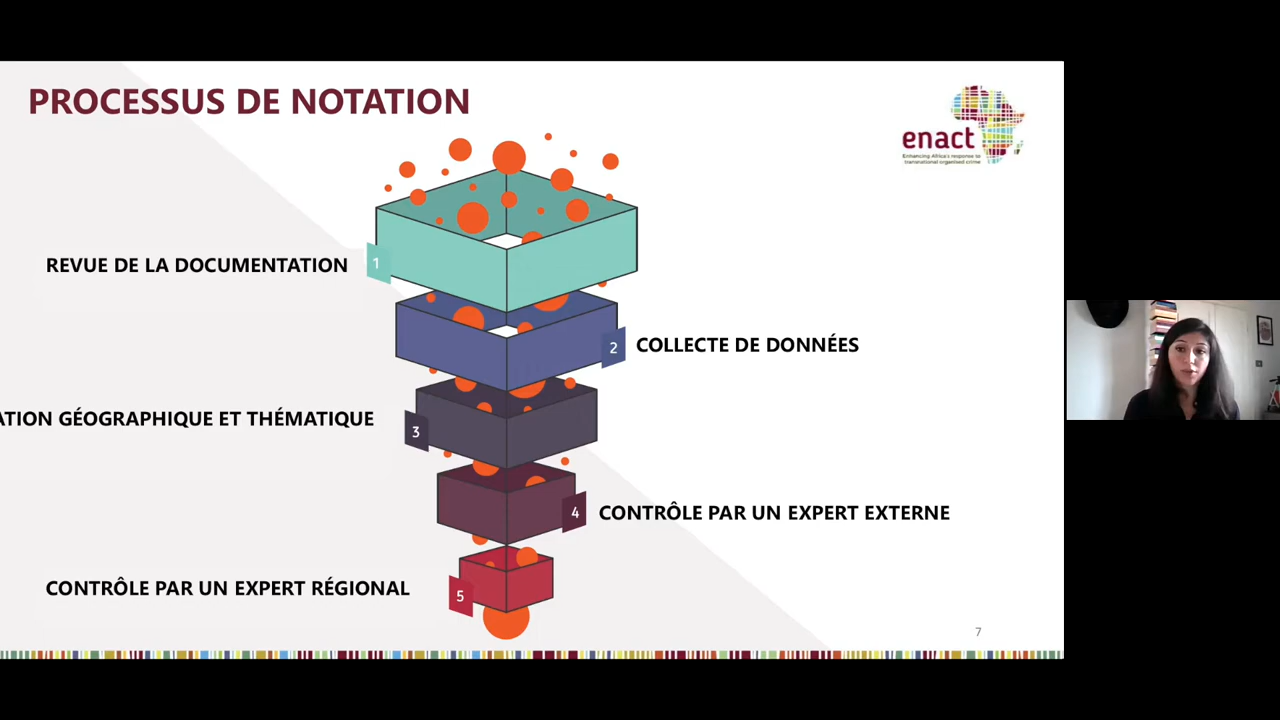 PROCESSUS DE NOTATION
enact
Enhancing Africa's response to
transnational organised crime
REVUE DE LA DOCUMENTATION
1
2
COLLECTE DE DONNÉES
ATION GÉOGRAPHIQUE ET THÉMATIQUE
3
4
CONTRÔLE PAR UN EXPERT EXTERNE
CONTRÔLE PAR UN EXPERT RÉGIONAL
5
7